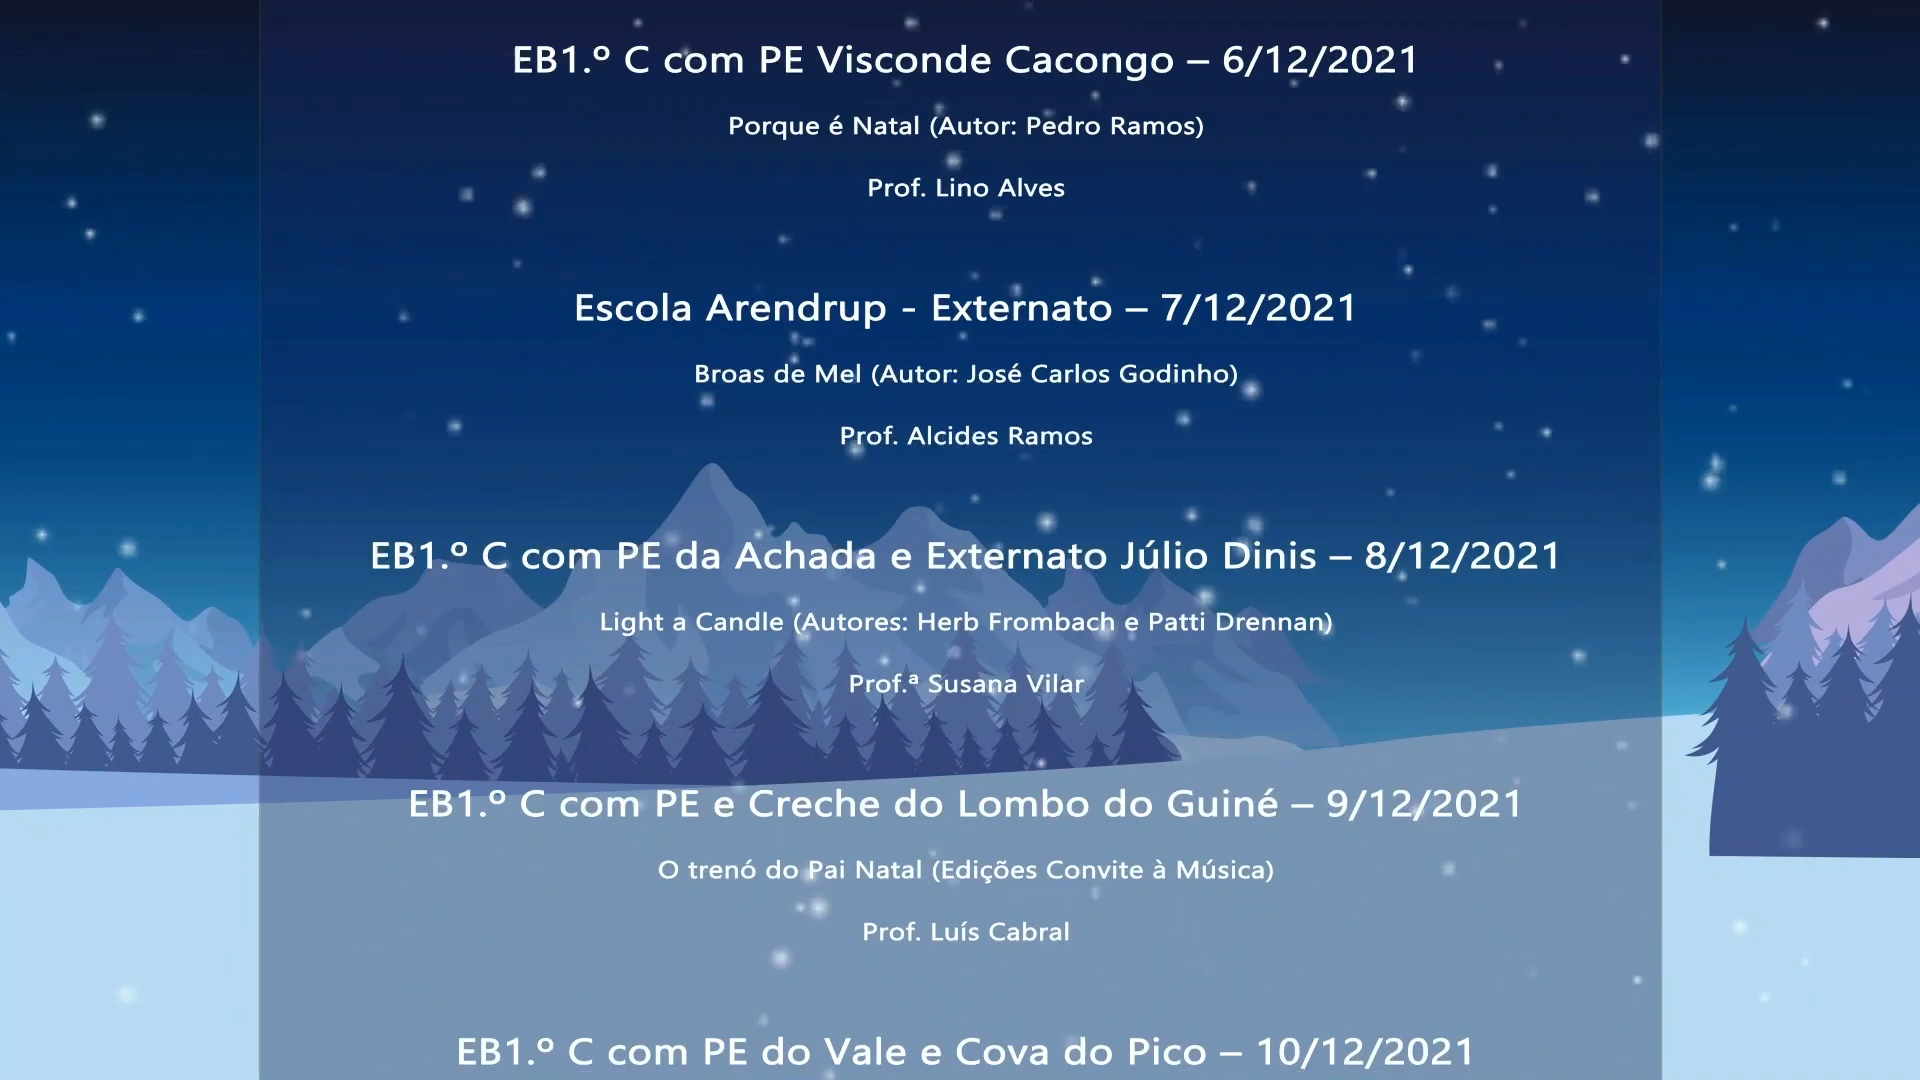 EB1.º C com PE Visconde Cacongo – 6/12/2021
Porque é Natal (Autor: Pedro Ramos)
Prof. Lino Alves
Escola Arendrup - Externato – 7/12/2021
Broas de Mel (Autor: José Carlos Godinho)
Prof. Alcides Ramos
EB1.º C com PE da Achada e Externato Júlio Dinis – 8/12/2021
Light a Candle (Autores: Herb Frombach e Patti Drennan)
Prof.ª Susana Vilar
EB1.º C com PE e Creche do Lombo do Guiné – 9/12/2021
O trenó do Pai Natal (Edições Convite à Música)
Prof. Luís Cabral
EB1.º C com PE do Vale e Cova do Pico – 10/12/2021